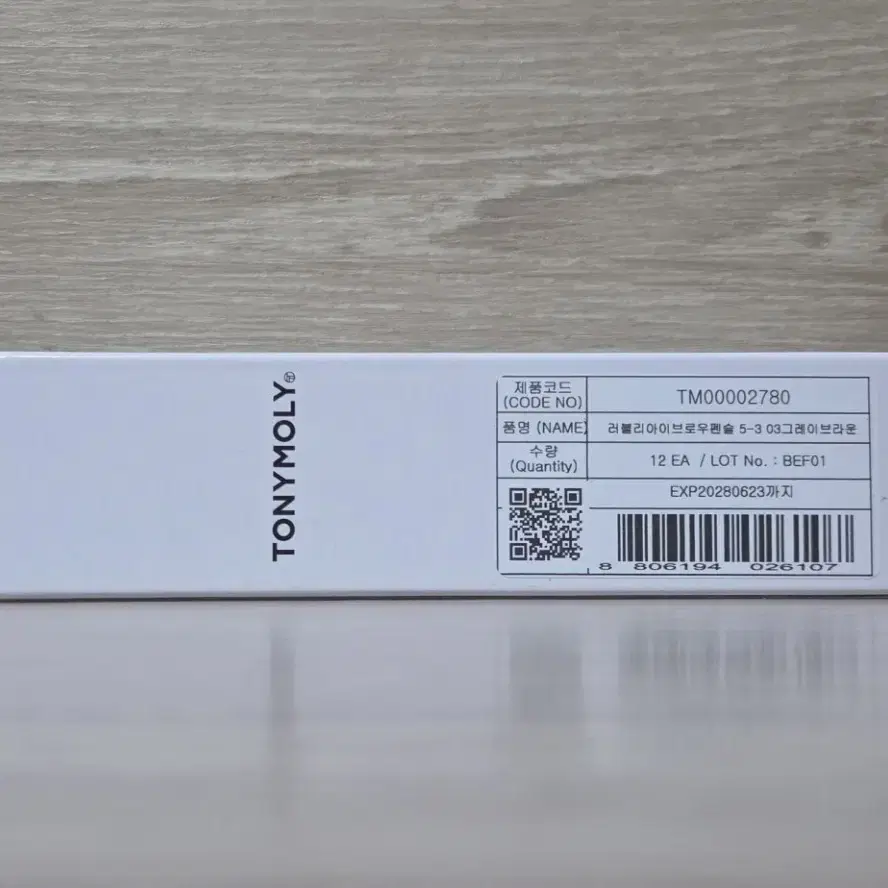 TONYMOLY
제품코드
(CODE NO)
TM00002780
품명 (NAME)
러블리아이브로우펜슬 5-3 03그레이브라운
수량
(Quantity)
12 EA / LOT No. : BEF01
EXP20280623까지
8 806194 026107